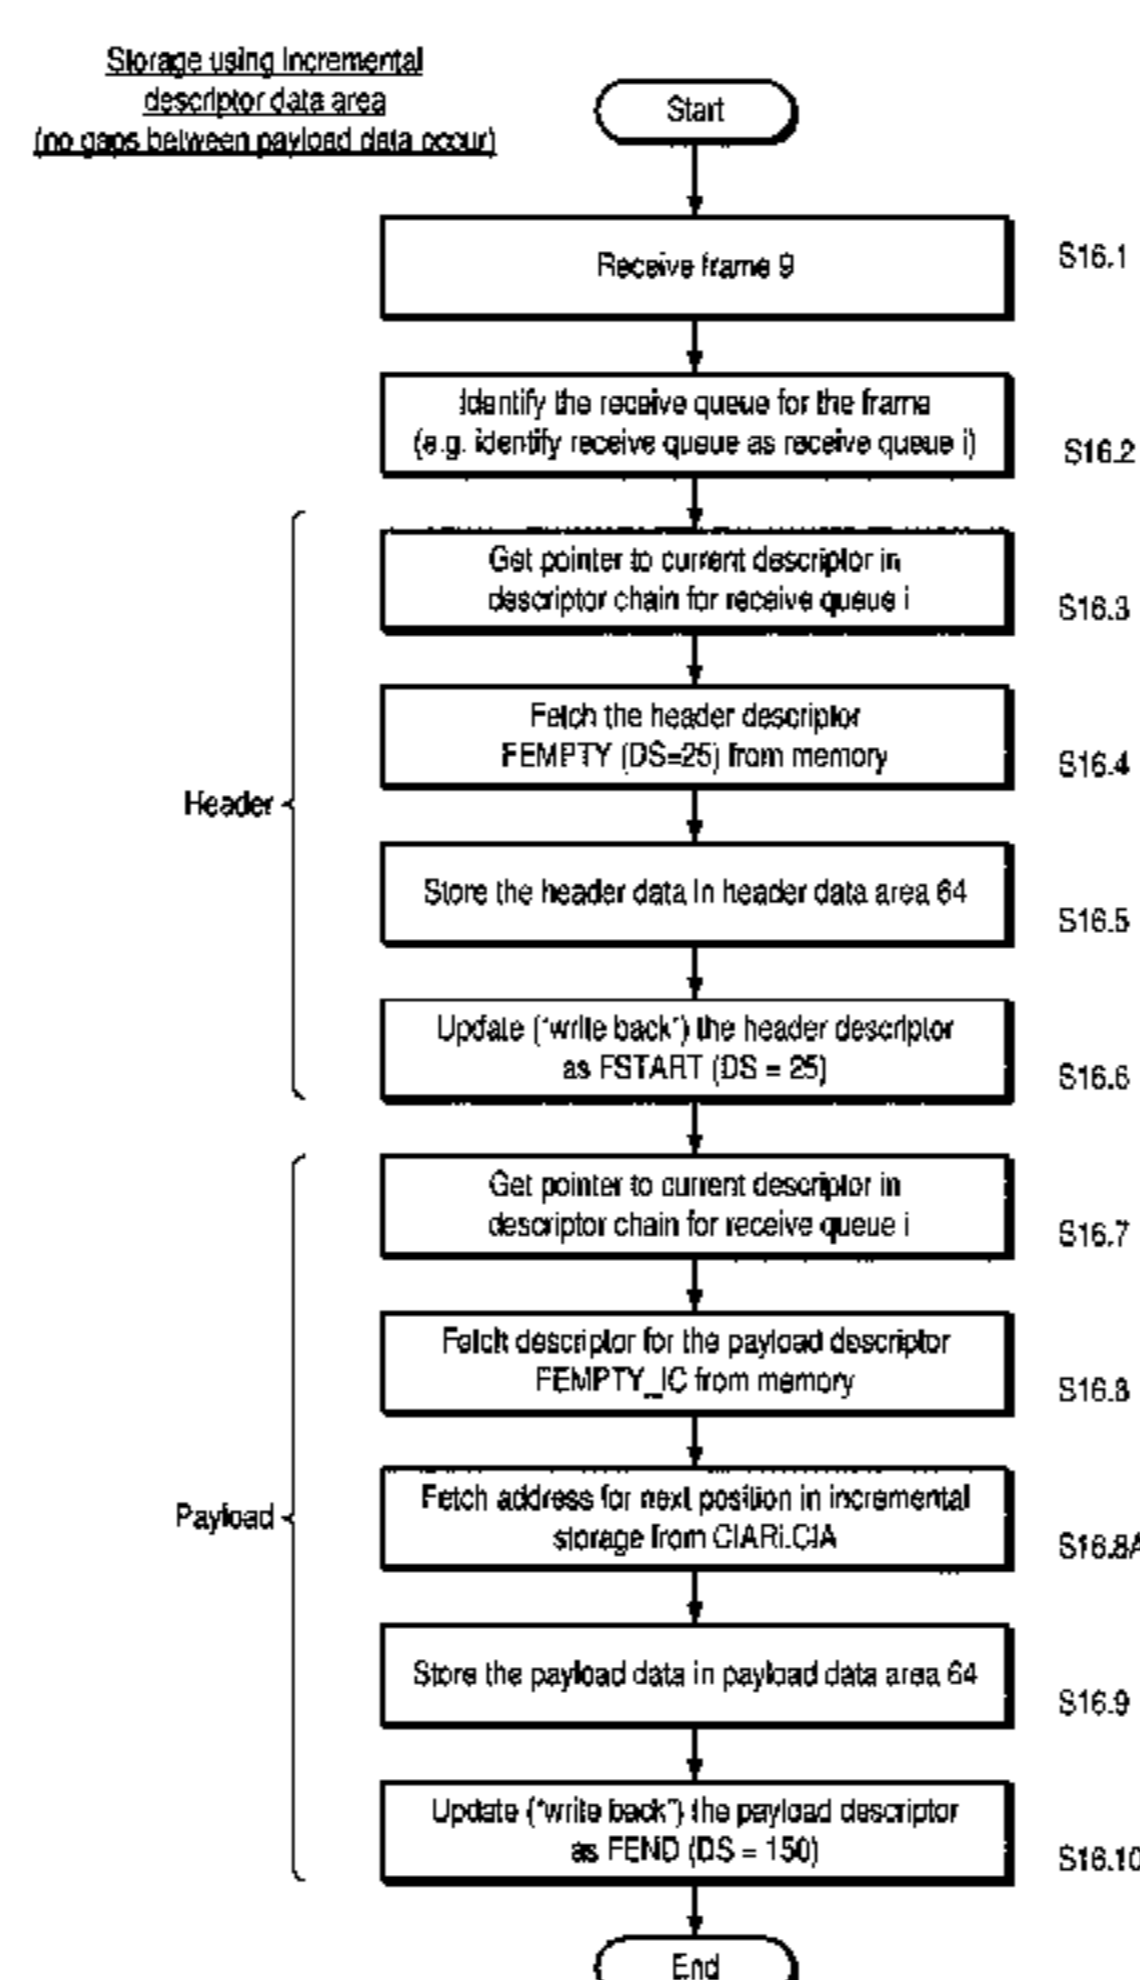 Storage using incremental
descriptor data area
(no gaps between payload data occur)
Start
Receive frame 9
S16.1
Identify the receive queue for the frame
(e.g. identify receive queue as receive queue i)
S16.2
Header
Get pointer to current descriptor in
descriptor chain for receive queue i
S16.3
Fetch the header descriptor
FEMPTY (DS=25) from memory
S16.4
Store the header data in header data area 64
S16.5
Update ("write back") the header descriptor
as FSTART (DS = 25)
S16.6
Payload
Get pointer to current descriptor in
descriptor chain for receive queue i
S16.7
Fetch descriptor for the payload descriptor
FEMPTY_IC from memory
S16.8
Fetch address for next position in incremental
storage from CIARi.CIA
S16.8A
Store the payload data in payload data area 64
S16.9
Update ("write back") the payload descriptor
as FEND (DS = 150)
S16.10
End